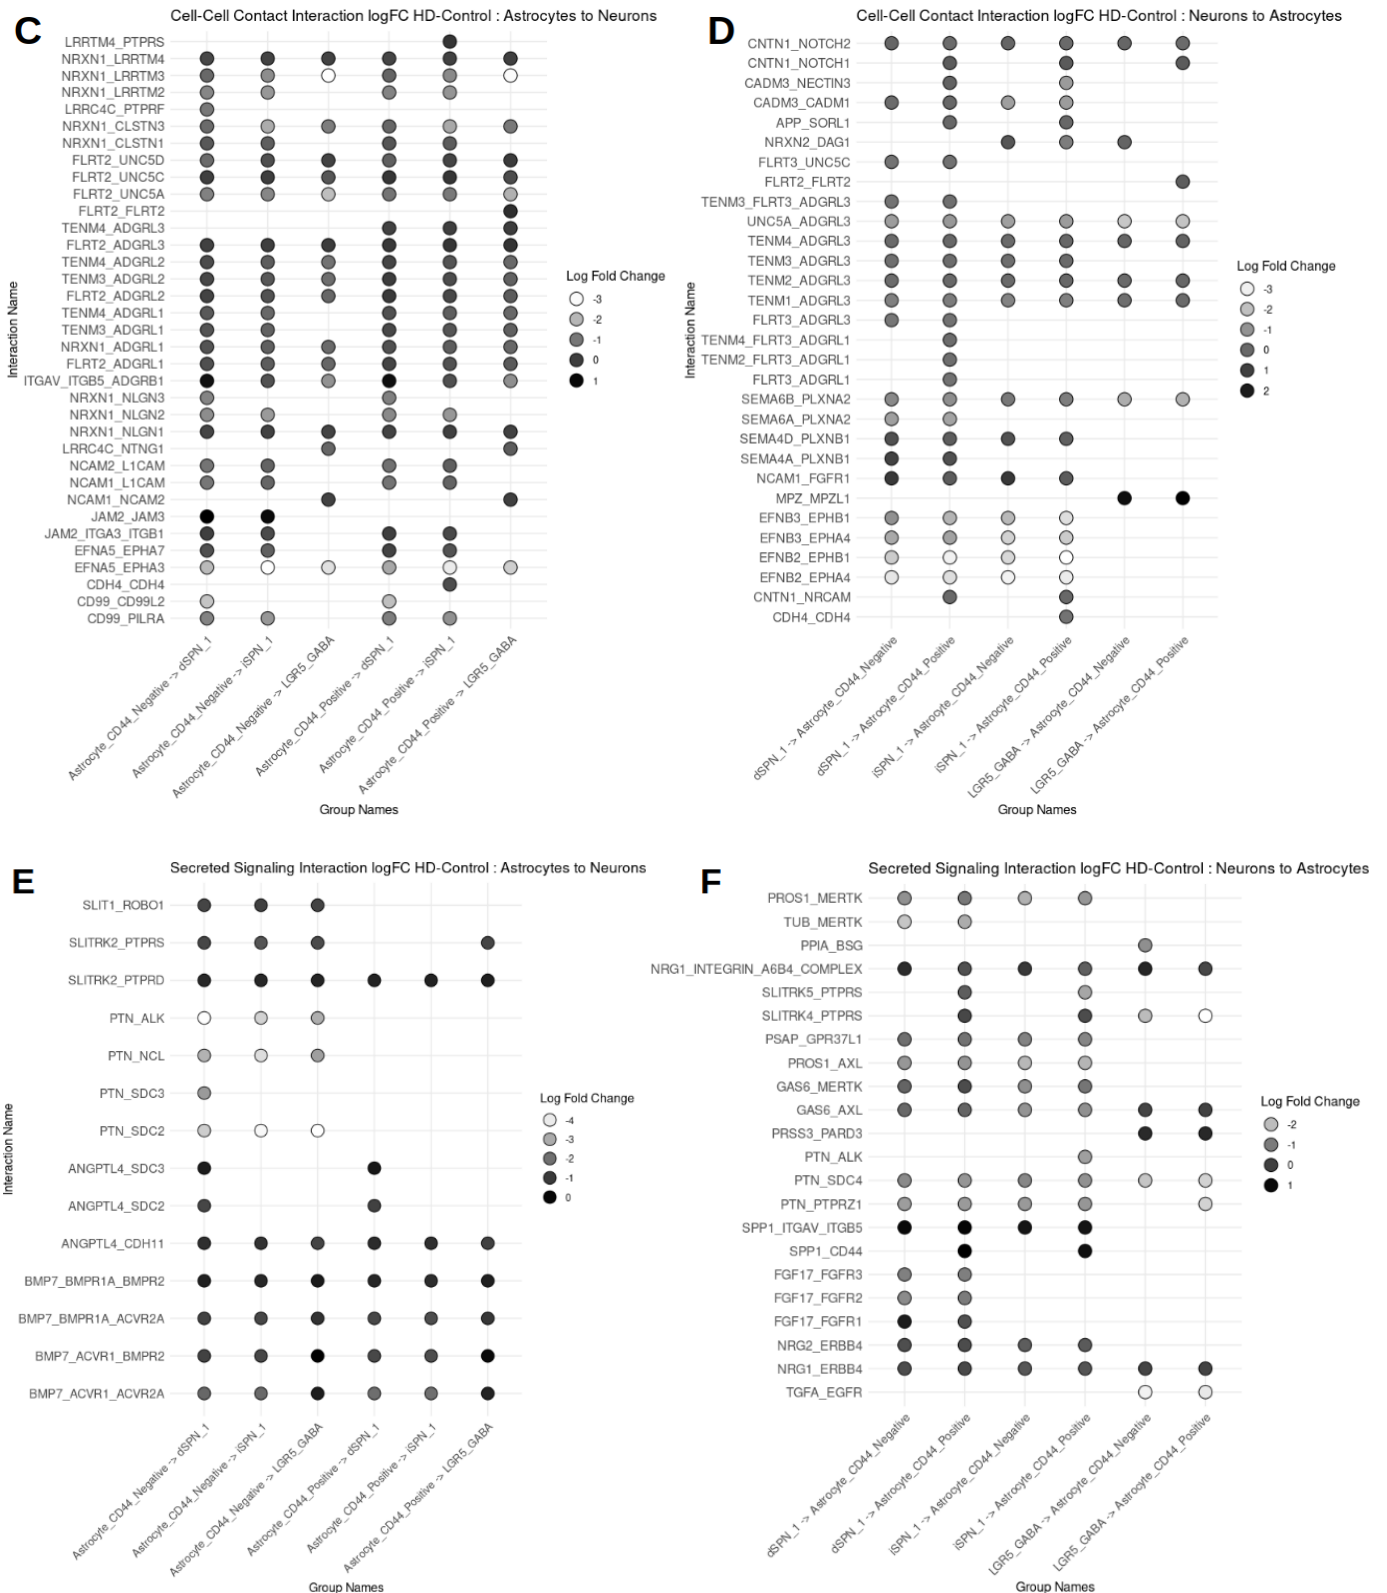 C
Cell-Cell Contact Interaction logFC HD-Control : Astrocytes to Neurons
Interaction Name
LRRTM4_PTPRS
NRXN1_LRRTM4
NRXN1_LRRTM3
NRXN1_LRRTM2
LRRC4C_PTPRF
NRXN1_CLSTN3
NRXN1_CLSTN1
FLRT2_UNC5D
FLRT2_UNC5C
FLRT2_UNC5A
FLRT2_FLRT2
TENM4_ADGRL3
FLRT2_ADGRL3
TENM4_ADGRL2
TENM3_ADGRL2
FLRT2_ADGRL2
TENM4_ADGRL1
TENM3_ADGRL1
NRXN1_ADGRL1
FLRT2_ADGRL1
ITGAV_ITGB5_ADGRB1
NRXN1_NLGN3
NRXN1_NLGN2
NRXN1_NLGN1
LRRC4C_NTNG1
NCAM2_L1CAM
NCAM1_L1CAM
NCAM1_NCAM2
JAM2_JAM3
JAM2_ITGA3_ITGB1
EFNA5_EPHA7
EFNA5_EPHA3
CDH4_CDH4
CD99_CD99L2
CD99_PILRA
Astrocyte_CD44_Negative -> dSPN_1
Astrocyte_CD44_Negative -> iSPN_1
Astrocyte_CD44_Negative -> LGR5_GABA
Astrocyte_CD44_Positive -> dSPN_1
Astrocyte_CD44_Positive -> iSPN_1
Astrocyte_CD44_Positive -> LGR5_GABA
Group Names
Log Fold Change
-3
-2
-1
0
1
D
Cell-Cell Contact Interaction logFC HD-Control : Neurons to Astrocytes
Interaction Name
CNTN1_NOTCH2
CNTN1_NOTCH1
CADM3_NECTIN3
CADM3_CADM1
APP_SORL1
NRXN2_DAG1
FLRT3_UNC5C
FLRT2_FLRT2
TENM3_FLRT3_ADGRL3
UNC5A_ADGRL3
TENM4_ADGRL3
TENM3_ADGRL3
TENM2_ADGRL3
TENM1_ADGRL3
FLRT3_ADGRL3
TENM4_FLRT3_ADGRL1
TENM2_FLRT3_ADGRL1
FLRT3_ADGRL1
SEMA6B_PLXNA2
SEMA6A_PLXNA2
SEMA4D_PLXNB1
SEMA4A_PLXNB1
NCAM1_FGFR1
MPZ_MPZL1
EFNB3_EPHB1
EFNB3_EPHA4
EFNB2_EPHB1
EFNB2_EPHA4
CNTN1_NRCAM
CDH4_CDH4
dSPN_1 -> Astrocyte_CD44_Negative
dSPN_1 -> Astrocyte_CD44_Positive
iSPN_1 -> Astrocyte_CD44_Negative
iSPN_1 -> Astrocyte_CD44_Positive
LGR5_GABA -> Astrocyte_CD44_Negative
LGR5_GABA -> Astrocyte_CD44_Positive
Group Names
Log Fold Change
-3
-2
-1
0
1
2
E
Secreted Signaling Interaction logFC HD-Control : Astrocytes to Neurons
Interaction Name
SLIT1_ROBO1
SLITRK2_PTPRS
SLITRK2_PTPRD
PTN_ALK
PTN_NCL
PTN_SDC3
PTN_SDC2
ANGPTL4_SDC3
ANGPTL4_SDC2
ANGPTL4_CDH11
BMP7_BMPR1A_BMPR2
BMP7_BMPR1A_ACVR2A
BMP7_ACVR1_BMPR2
BMP7_ACVR1_ACVR2A
Astrocyte_CD44_Negative -> dSPN_1
Astrocyte_CD44_Negative -> iSPN_1
Astrocyte_CD44_Negative -> LGR5_GABA
Astrocyte_CD44_Positive -> dSPN_1
Astrocyte_CD44_Positive -> iSPN_1
Astrocyte_CD44_Positive -> LGR5_GABA
Group Names
Log Fold Change
-4
-3
-2
-1
0
F
Secreted Signaling Interaction logFC HD-Control : Neurons to Astrocytes
PROS1_MERTK
TUB_MERTK
PPIA_BSG
NRG1_INTEGRIN_A6B4_COMPLEX
SLITRK5_PTPRS
SLITRK4_PTPRS
PSAP_GPR37L1
PROS1_AXL
GAS6_MERTK
GAS6_AXL
PRSS3_PARD3
PTN_ALK
PTN_SDC4
PTN_PTPRZ1
SPP1_ITGAV_ITGB5
SPP1_CD44
FGF17_FGFR3
FGF17_FGFR2
FGF17_FGFR1
NRG2_ERBB4
NRG1_ERBB4
TGFA_EGFR
dSPN_1 -> Astrocyte_CD44_Negative
dSPN_1 -> Astrocyte_CD44_Positive
iSPN_1 -> Astrocyte_CD44_Negative
iSPN_1 -> Astrocyte_CD44_Positive
LGR5_GABA -> Astrocyte_CD44_Negative
LGR5_GABA -> Astrocyte_CD44_Positive
Group Names
Log Fold Change
-2
-1
0
1